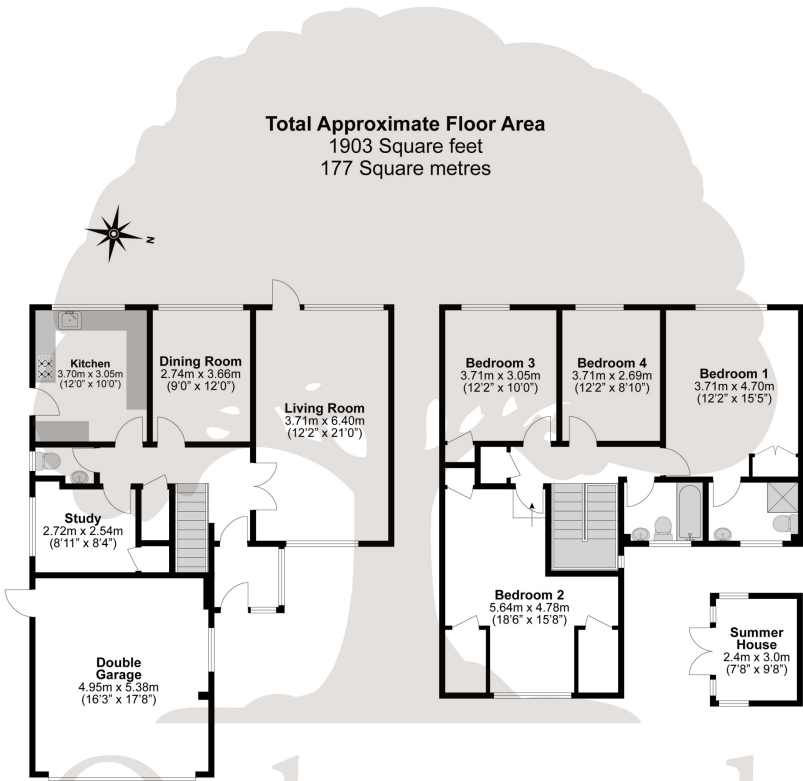 Total Approximate Floor Area
1903 Square feet
177 Square metres
N
Kitchen
3.70m x 3.05m
(12'0" x 10'0")
Dining Room
2.74m x 3.66m
(9'0" x 12'0")
Living Room
3.71m x 6.40m
(12'2" x 21'0")
Study
2.72m x 2.54m
(8'11" x 8'4")
Double
Garage
4.95m x 5.38m
(16'3" x 17'8")
Bedroom 3
3.71m x 3.05m
(12'2" x 10'0")
Bedroom 4
3.71m x 2.69m
(12'2" x 8'10")
Bedroom 1
3.71m x 4.70m
(12'2" x 15'5")
Bedroom 2
5.64m x 4.78m
(18'6" x 15'8")
Summer
House
2.4m x 3.0m
(7'8" x 9'8")